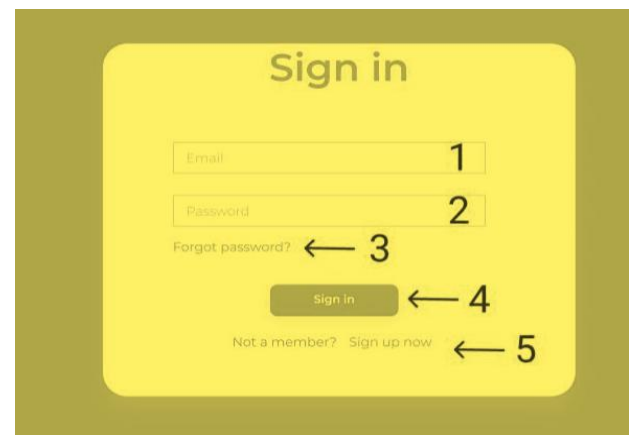 Sign in
Email 1
Password 2
Forgot password? ← 3
Sign in ← 4
Not a member? Sign up now ← 5